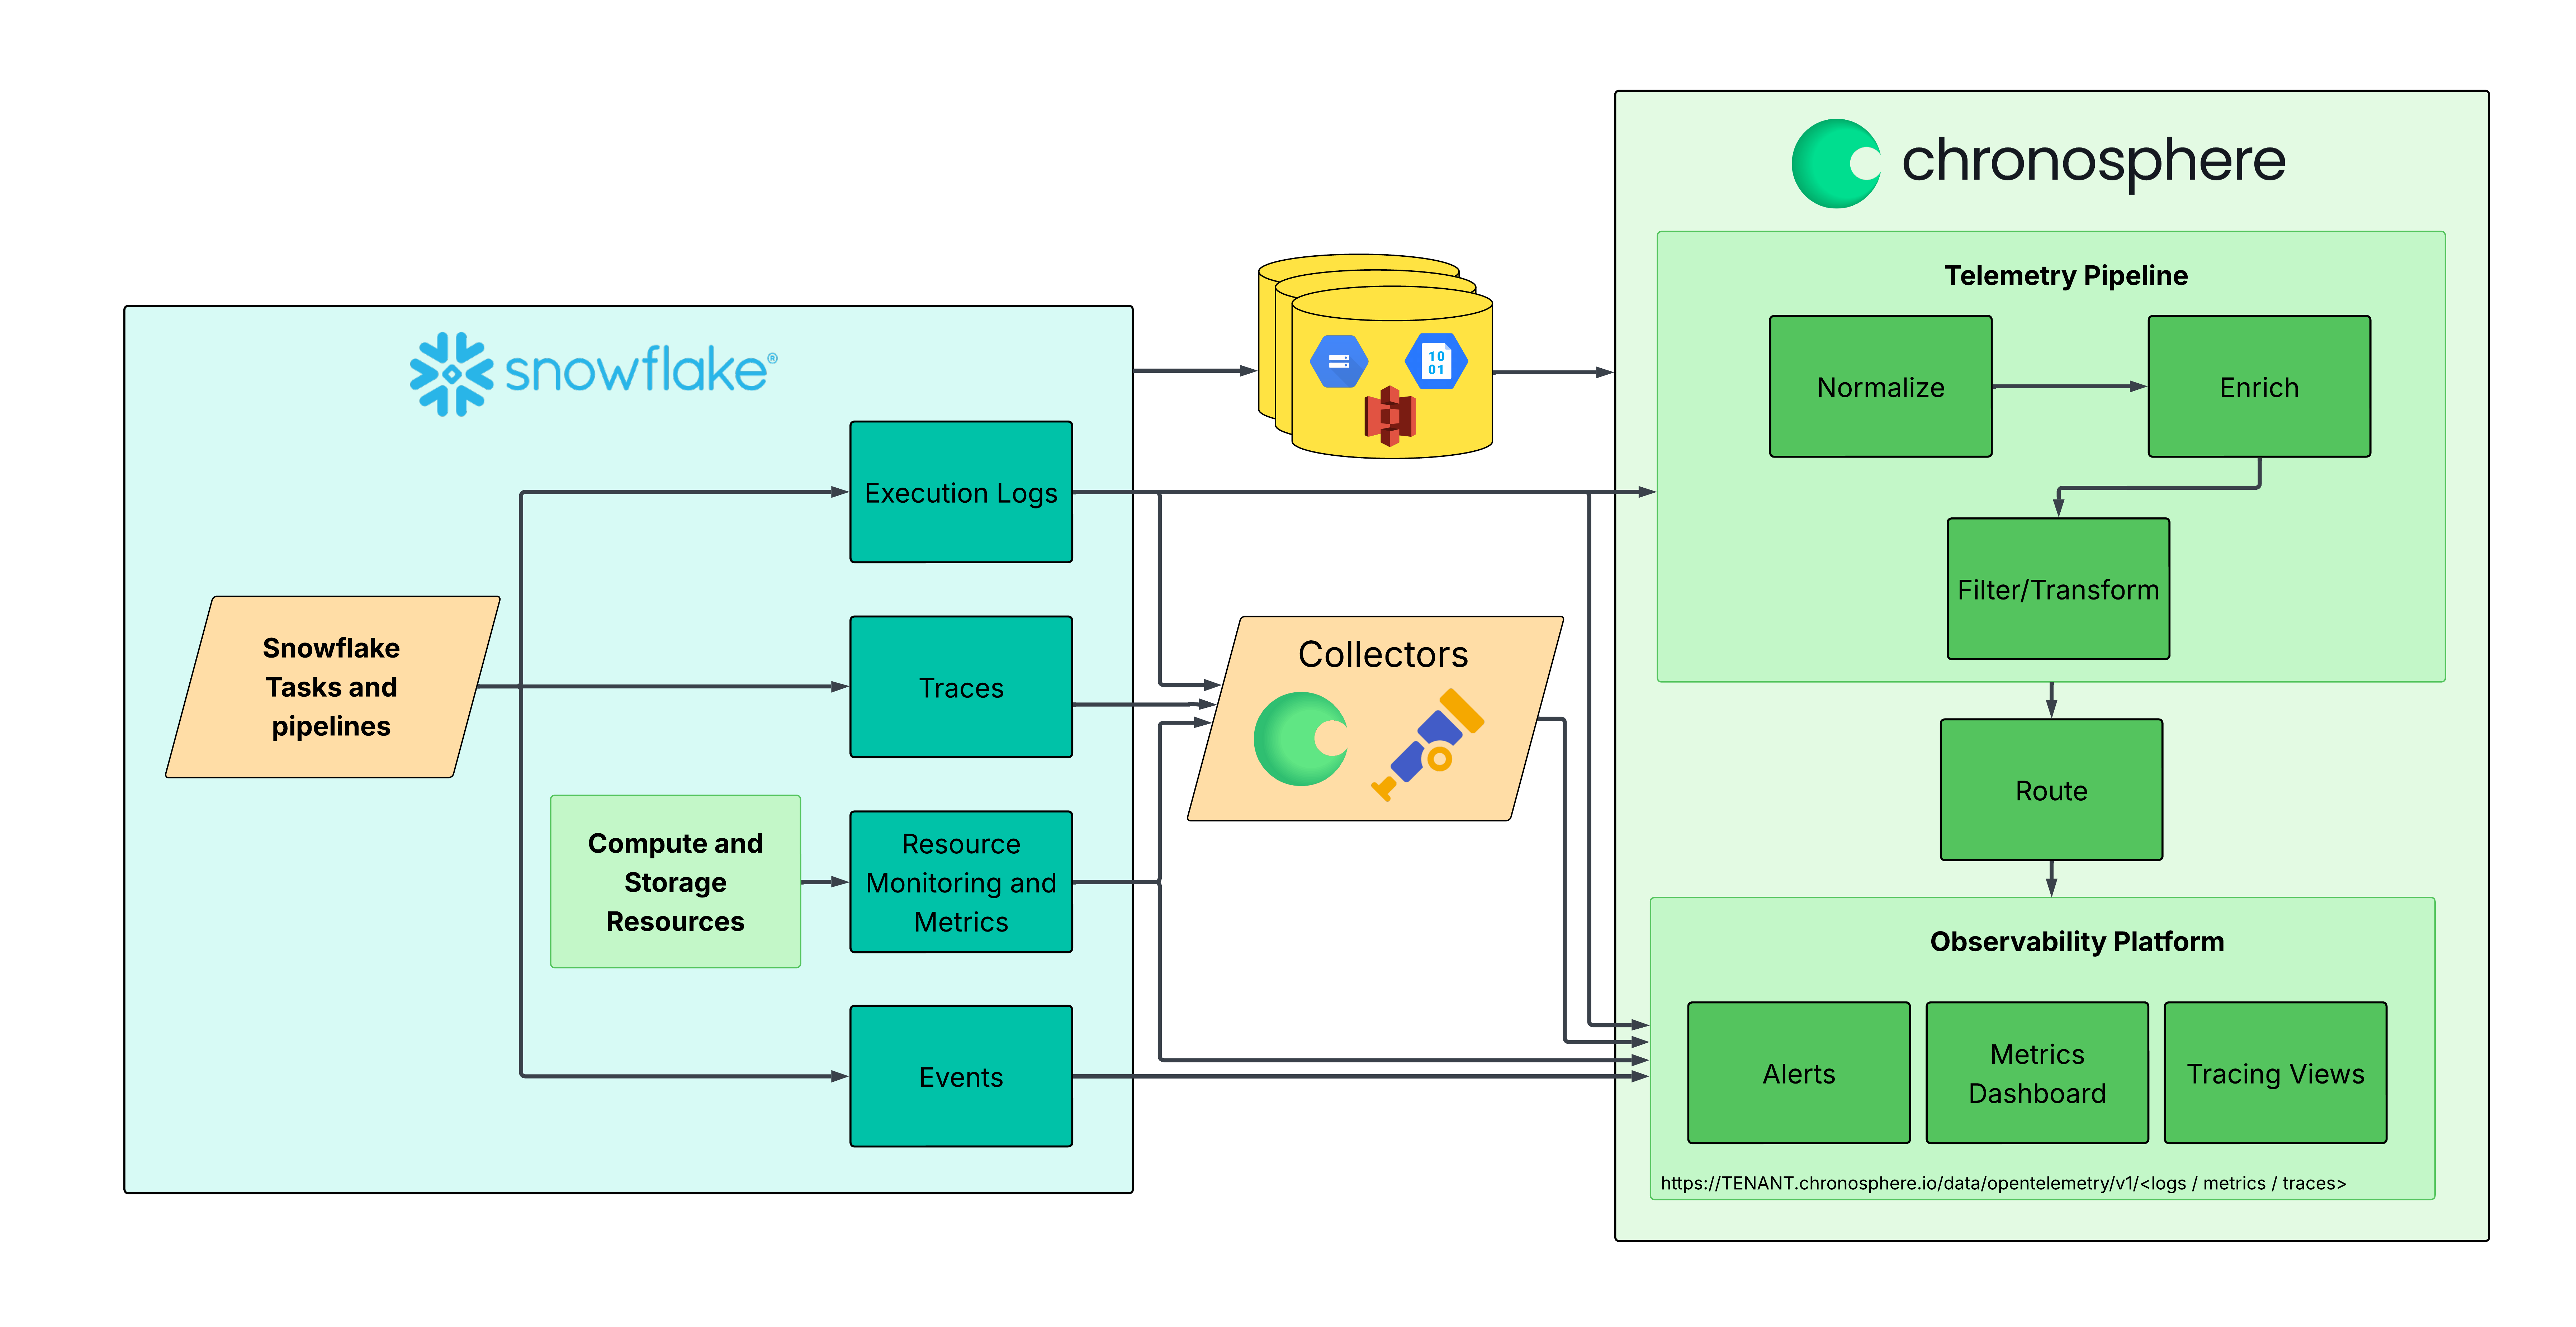 snowflake®
Execution Logs
Snowflake
Tasks and
pipelines
Traces
Compute and
Storage
Resources
Resource
Monitoring and
Metrics
Events
10
01
Collectors
chronosphere
Telemetry Pipeline
Normalize
Enrich
Filter/Transform
Route
Observability Platform
Alerts
Metrics
Dashboard
Tracing Views
https://TENANT.chronosphere.io/data/opentelemetry/v1/<logs / metrics / traces>